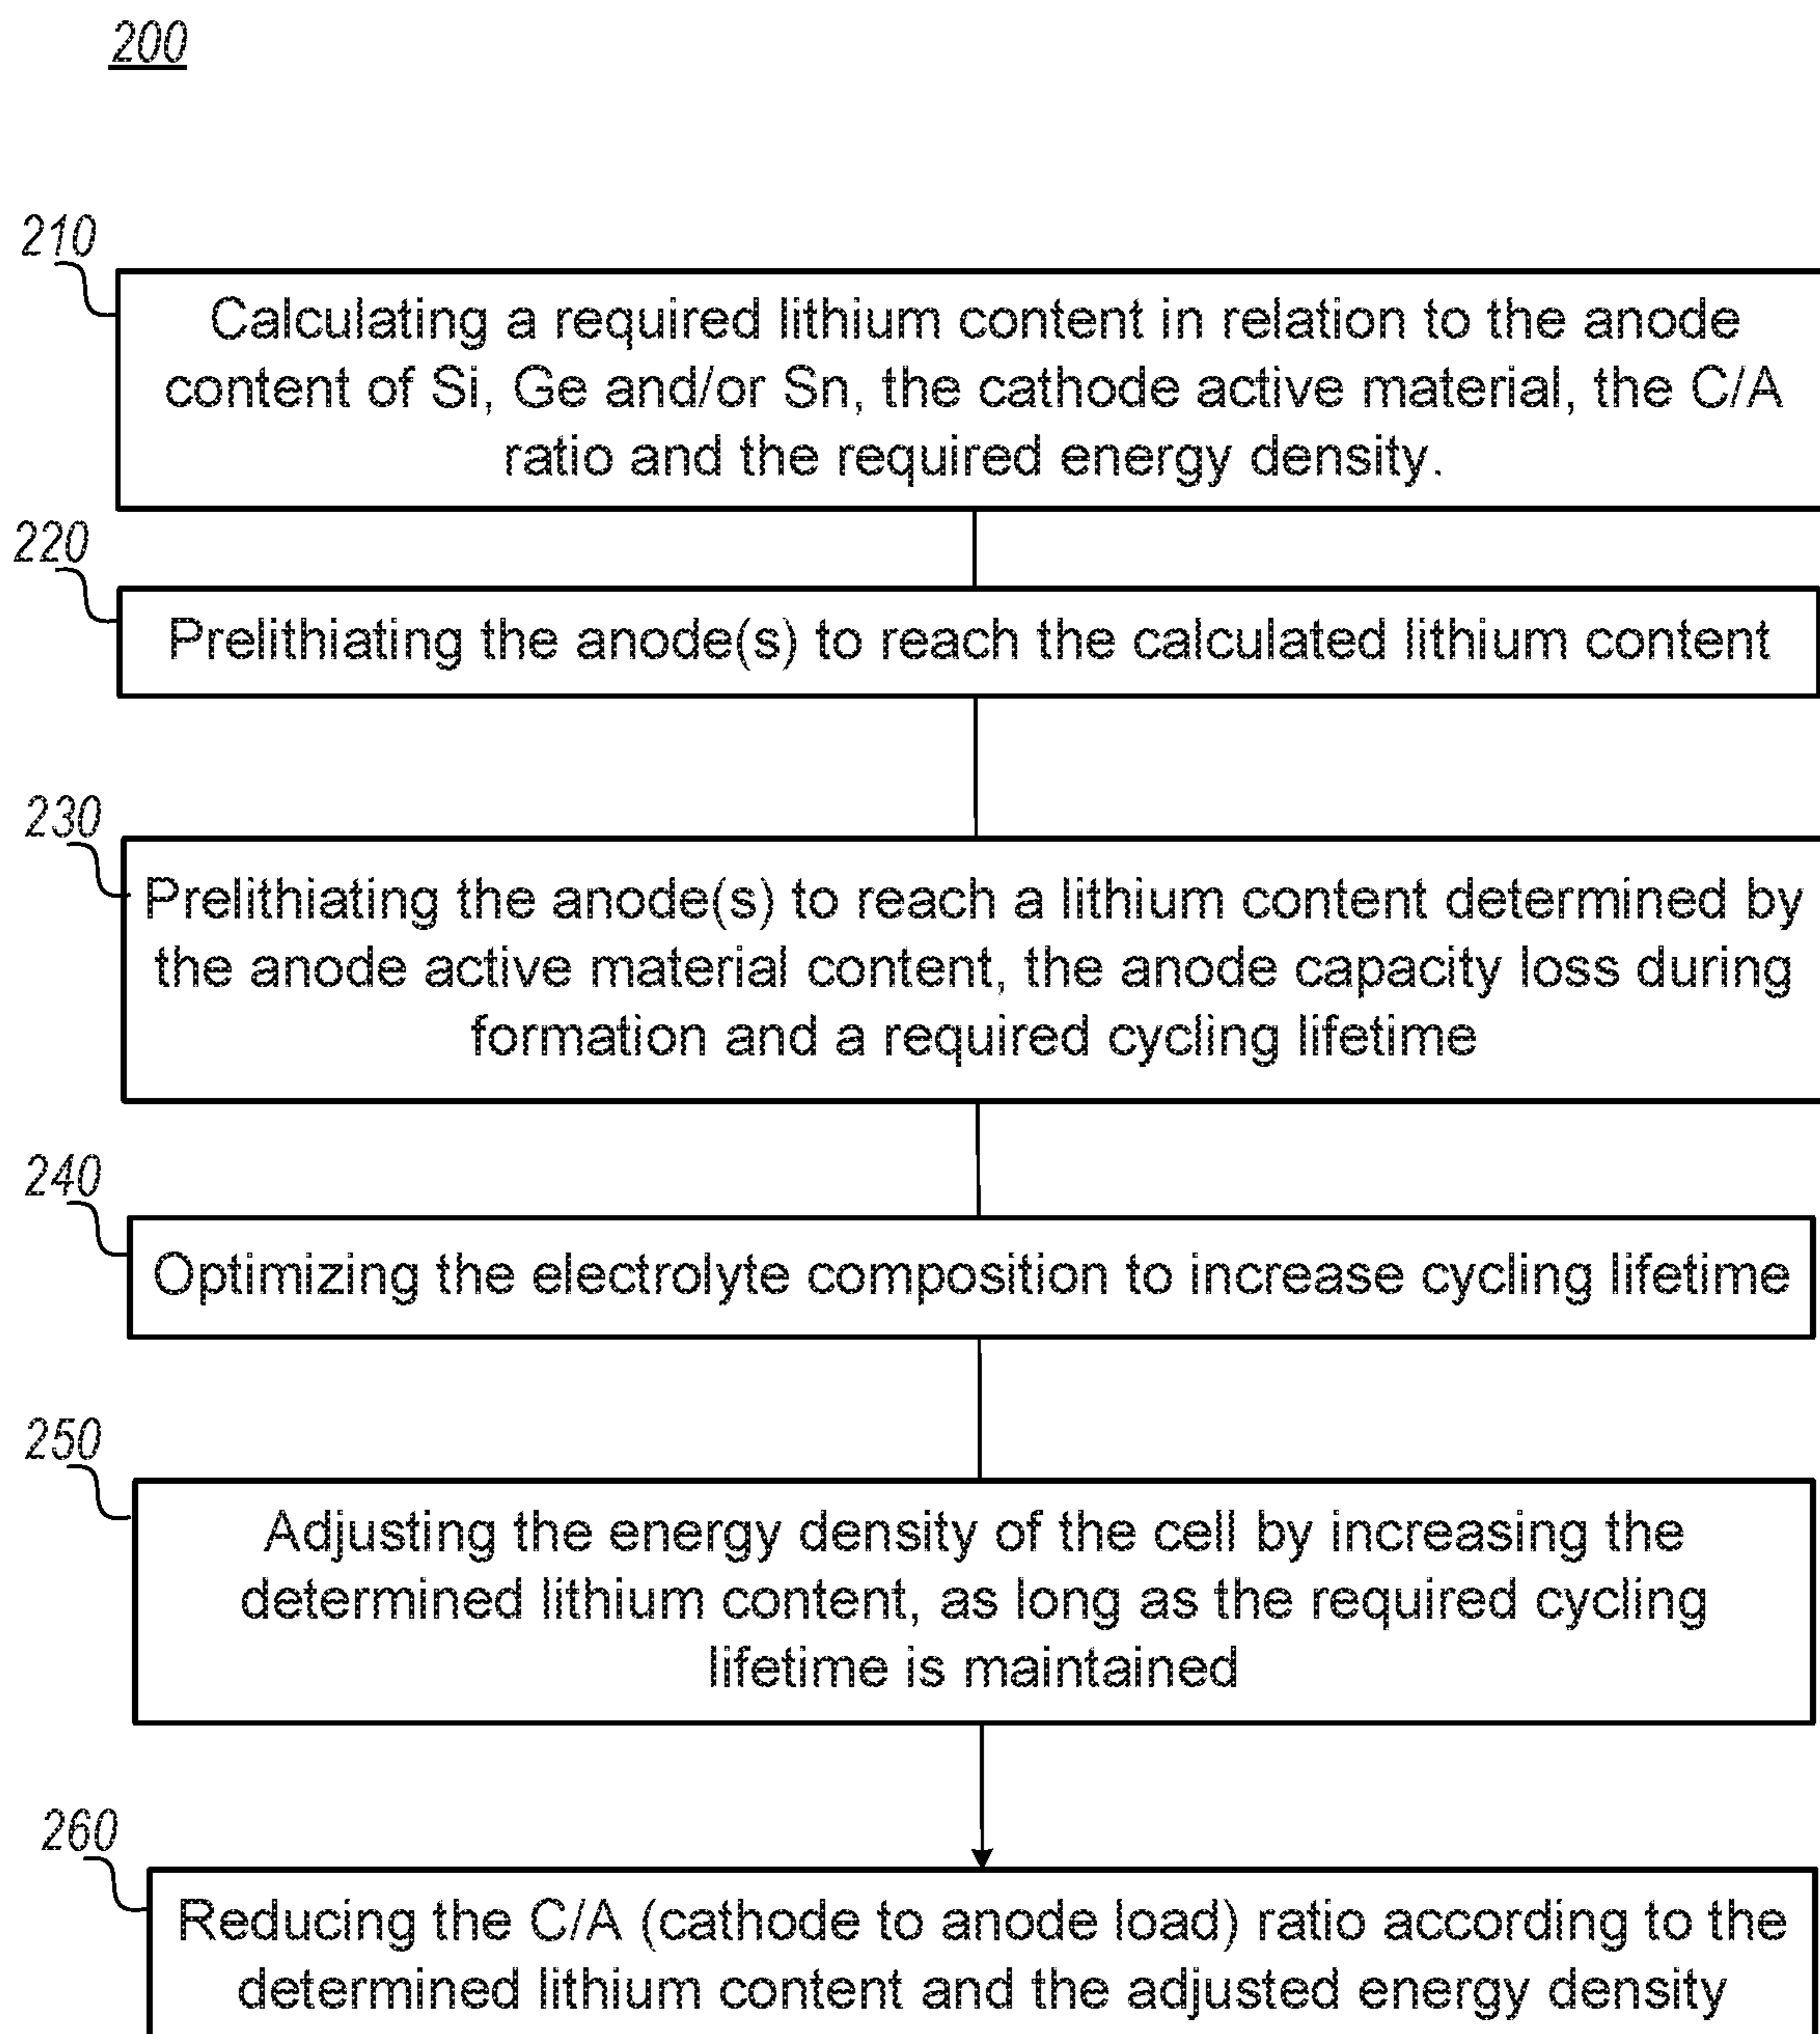 200
210
Calculating a required lithium content in relation to the anode
content of Si, Ge and/or Sn, the cathode active material, the C/A
ratio and the required energy density.
220
Prelithiating the anode(s) to reach the calculated lithium content
230
Prelithiating the anode(s) to reach a lithium content determined by
the anode active material content, the anode capacity loss during
formation and a required cycling lifetime
240
Optimizing the electrolyte composition to increase cycling lifetime
250
Adjusting the energy density of the cell by increasing the
determined lithium content, as long as the required cycling
lifetime is maintained
260
Reducing the C/A (cathode to anode load) ratio according to the
determined lithium content and the adjusted energy density